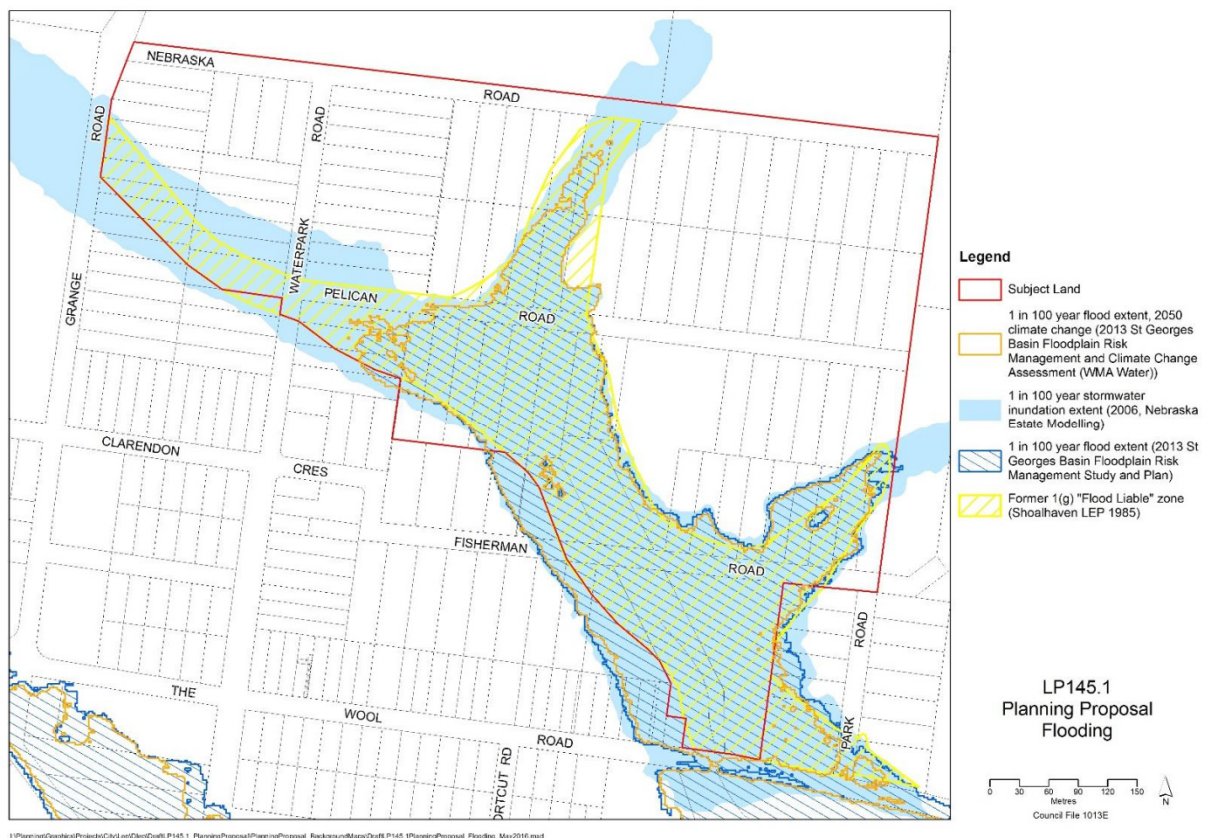 NEBRASKA
ROAD
ROAD
ROAD
WATERPARK
PELICAN
ROAD
GRANGE
CLARENDON
CRES
FISHERMAN
ROAD
ROAD
THE
WOOL
ROAD
PARK
ORTCUT RD
Legend
Subject Land
1 in 100 year flood extent, 2050
climate change (2013 St Georges
Basin Floodplain Risk
Management and Climate Change
Assessment (WMA Water))
1 in 100 year stormwater
inundation extent (2006, Nebraska
Estate Modelling)
1 in 100 year flood extent (2013 St
Georges Basin Floodplain Risk
Management Study and Plan)
Former 1(g) "Flood Liable" zone
(Shoalhaven LEP 1985)
LP145.1
Planning Proposal
Flooding
0 30 60 90 120 150
Metres
N
Council File 1013E